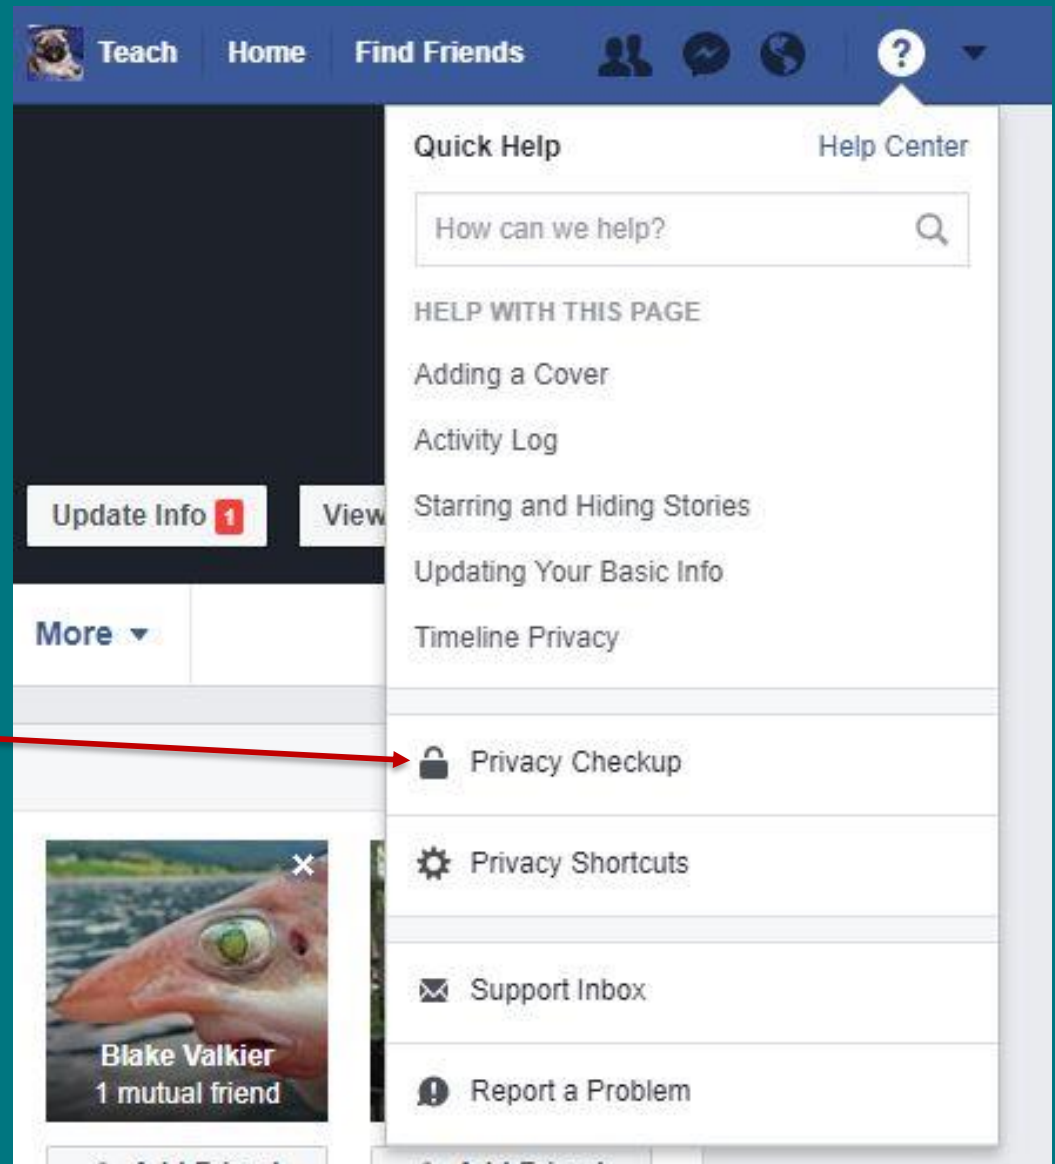 Teach Home Find Friends ?
Quick Help Help Center
How can we help?
HELP WITH THIS PAGE
Adding a Cover
Activity Log
Starring and Hiding Stories
Updating Your Basic Info
Timeline Privacy
Update Info 1 View
More
Privacy Checkup
Privacy Shortcuts
Support Inbox
Report a Problem
Blake Valkier
1 mutual friend